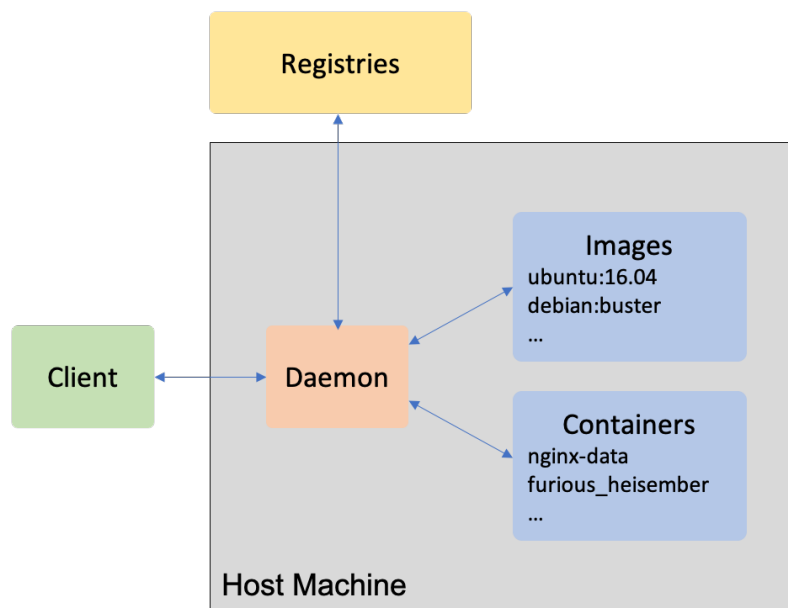 Registries
Images
ubuntu:16.04
debian:buster
...
Client
Daemon
Containers
nginx-data
furious_heisember
...
Host Machine